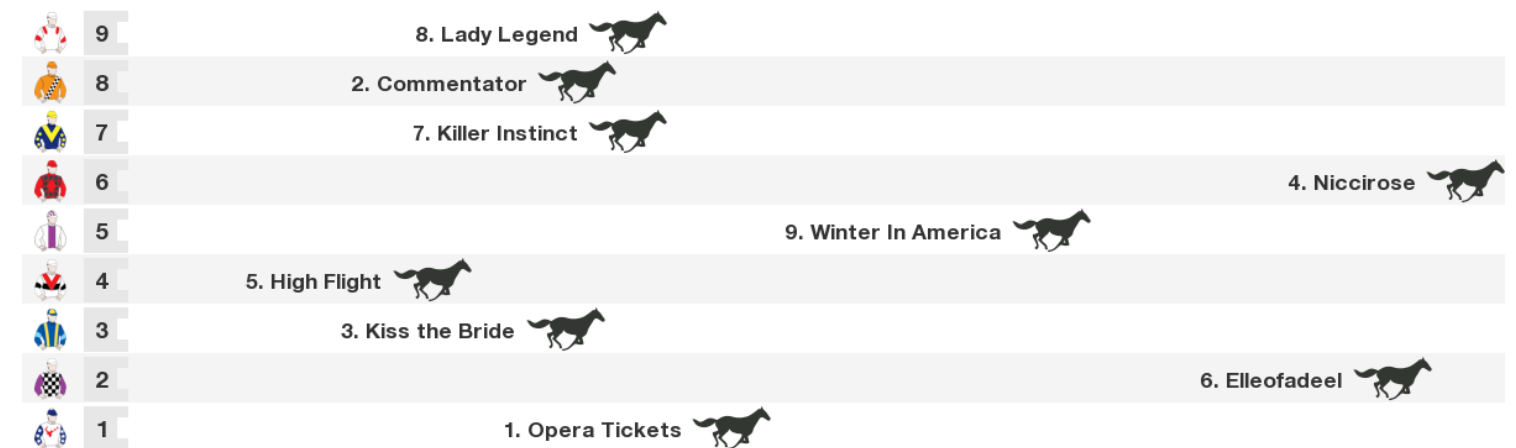 9 8. Lady Legend
8 2. Commentator
7 7. Killer Instinct
6 4. Niccirose
5 9. Winter In America
4 5. High Flight
3 3. Kiss the Bride
2 6. Elleofadeel
1 1. Opera Tickets